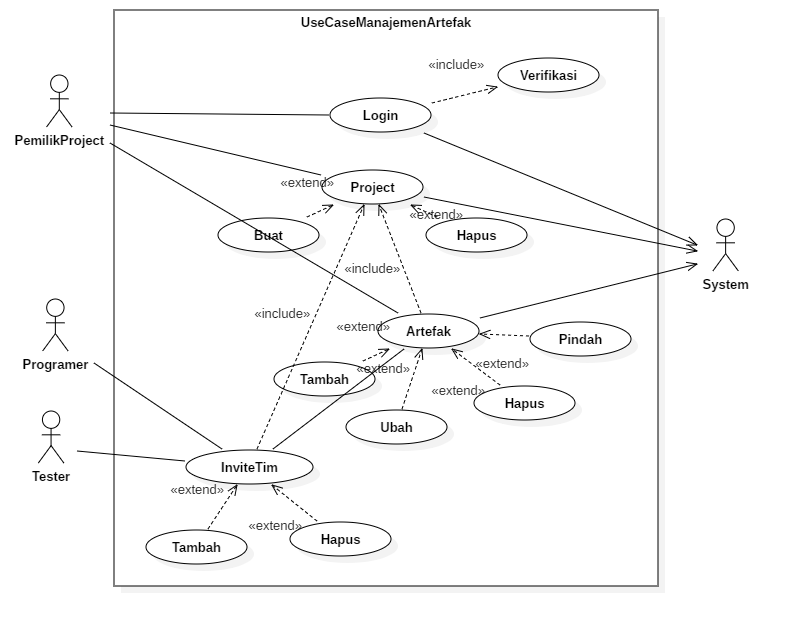 UseCaseManajemenArtefak
«include»
Verifikasi
Login
PemilikProject
«extend»
Project
«extend»
Buat
Hapus
«include»
System
«include»
«extend»
Artefak
Pindah
Programer
«extend»
«extend»
Tambah
«extend»
Hapus
Ubah
Tester
InviteTim
«extend»
«extend»
Tambah
Hapus